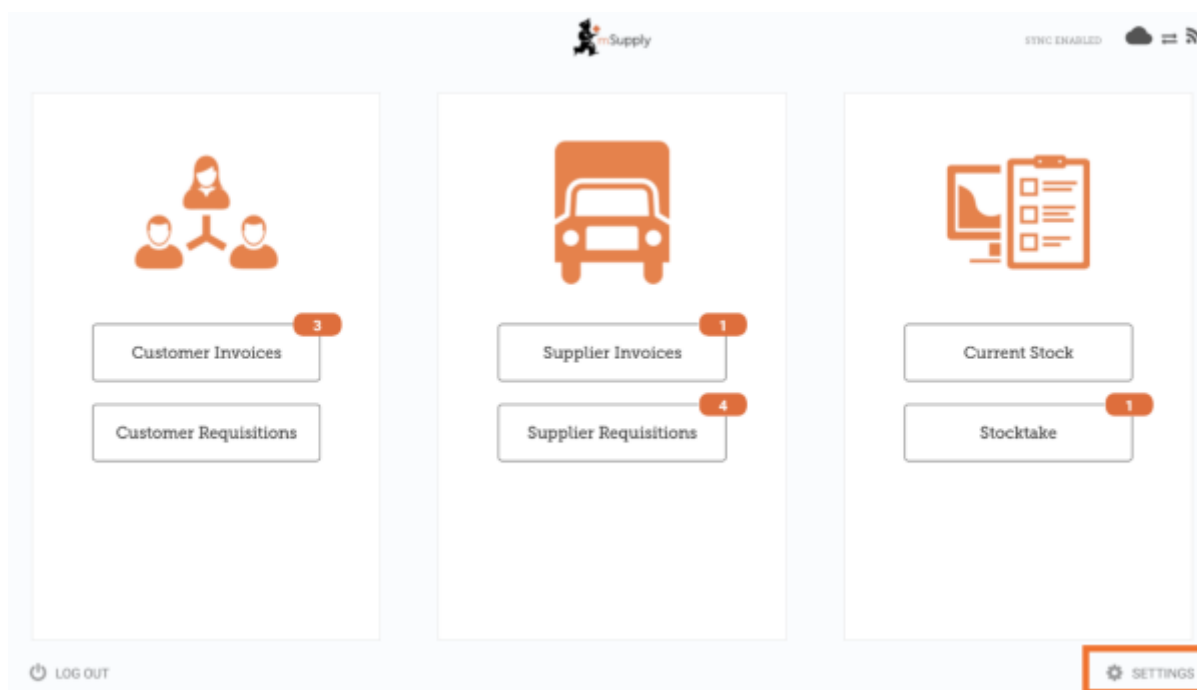 mSupply
SYNC ENABLED
3
Customer Invoices
Customer Requisitions
1
Supplier Invoices
4
Supplier Requisitions
Current Stock
1
Stocktake
LOG OUT
SETTINGS